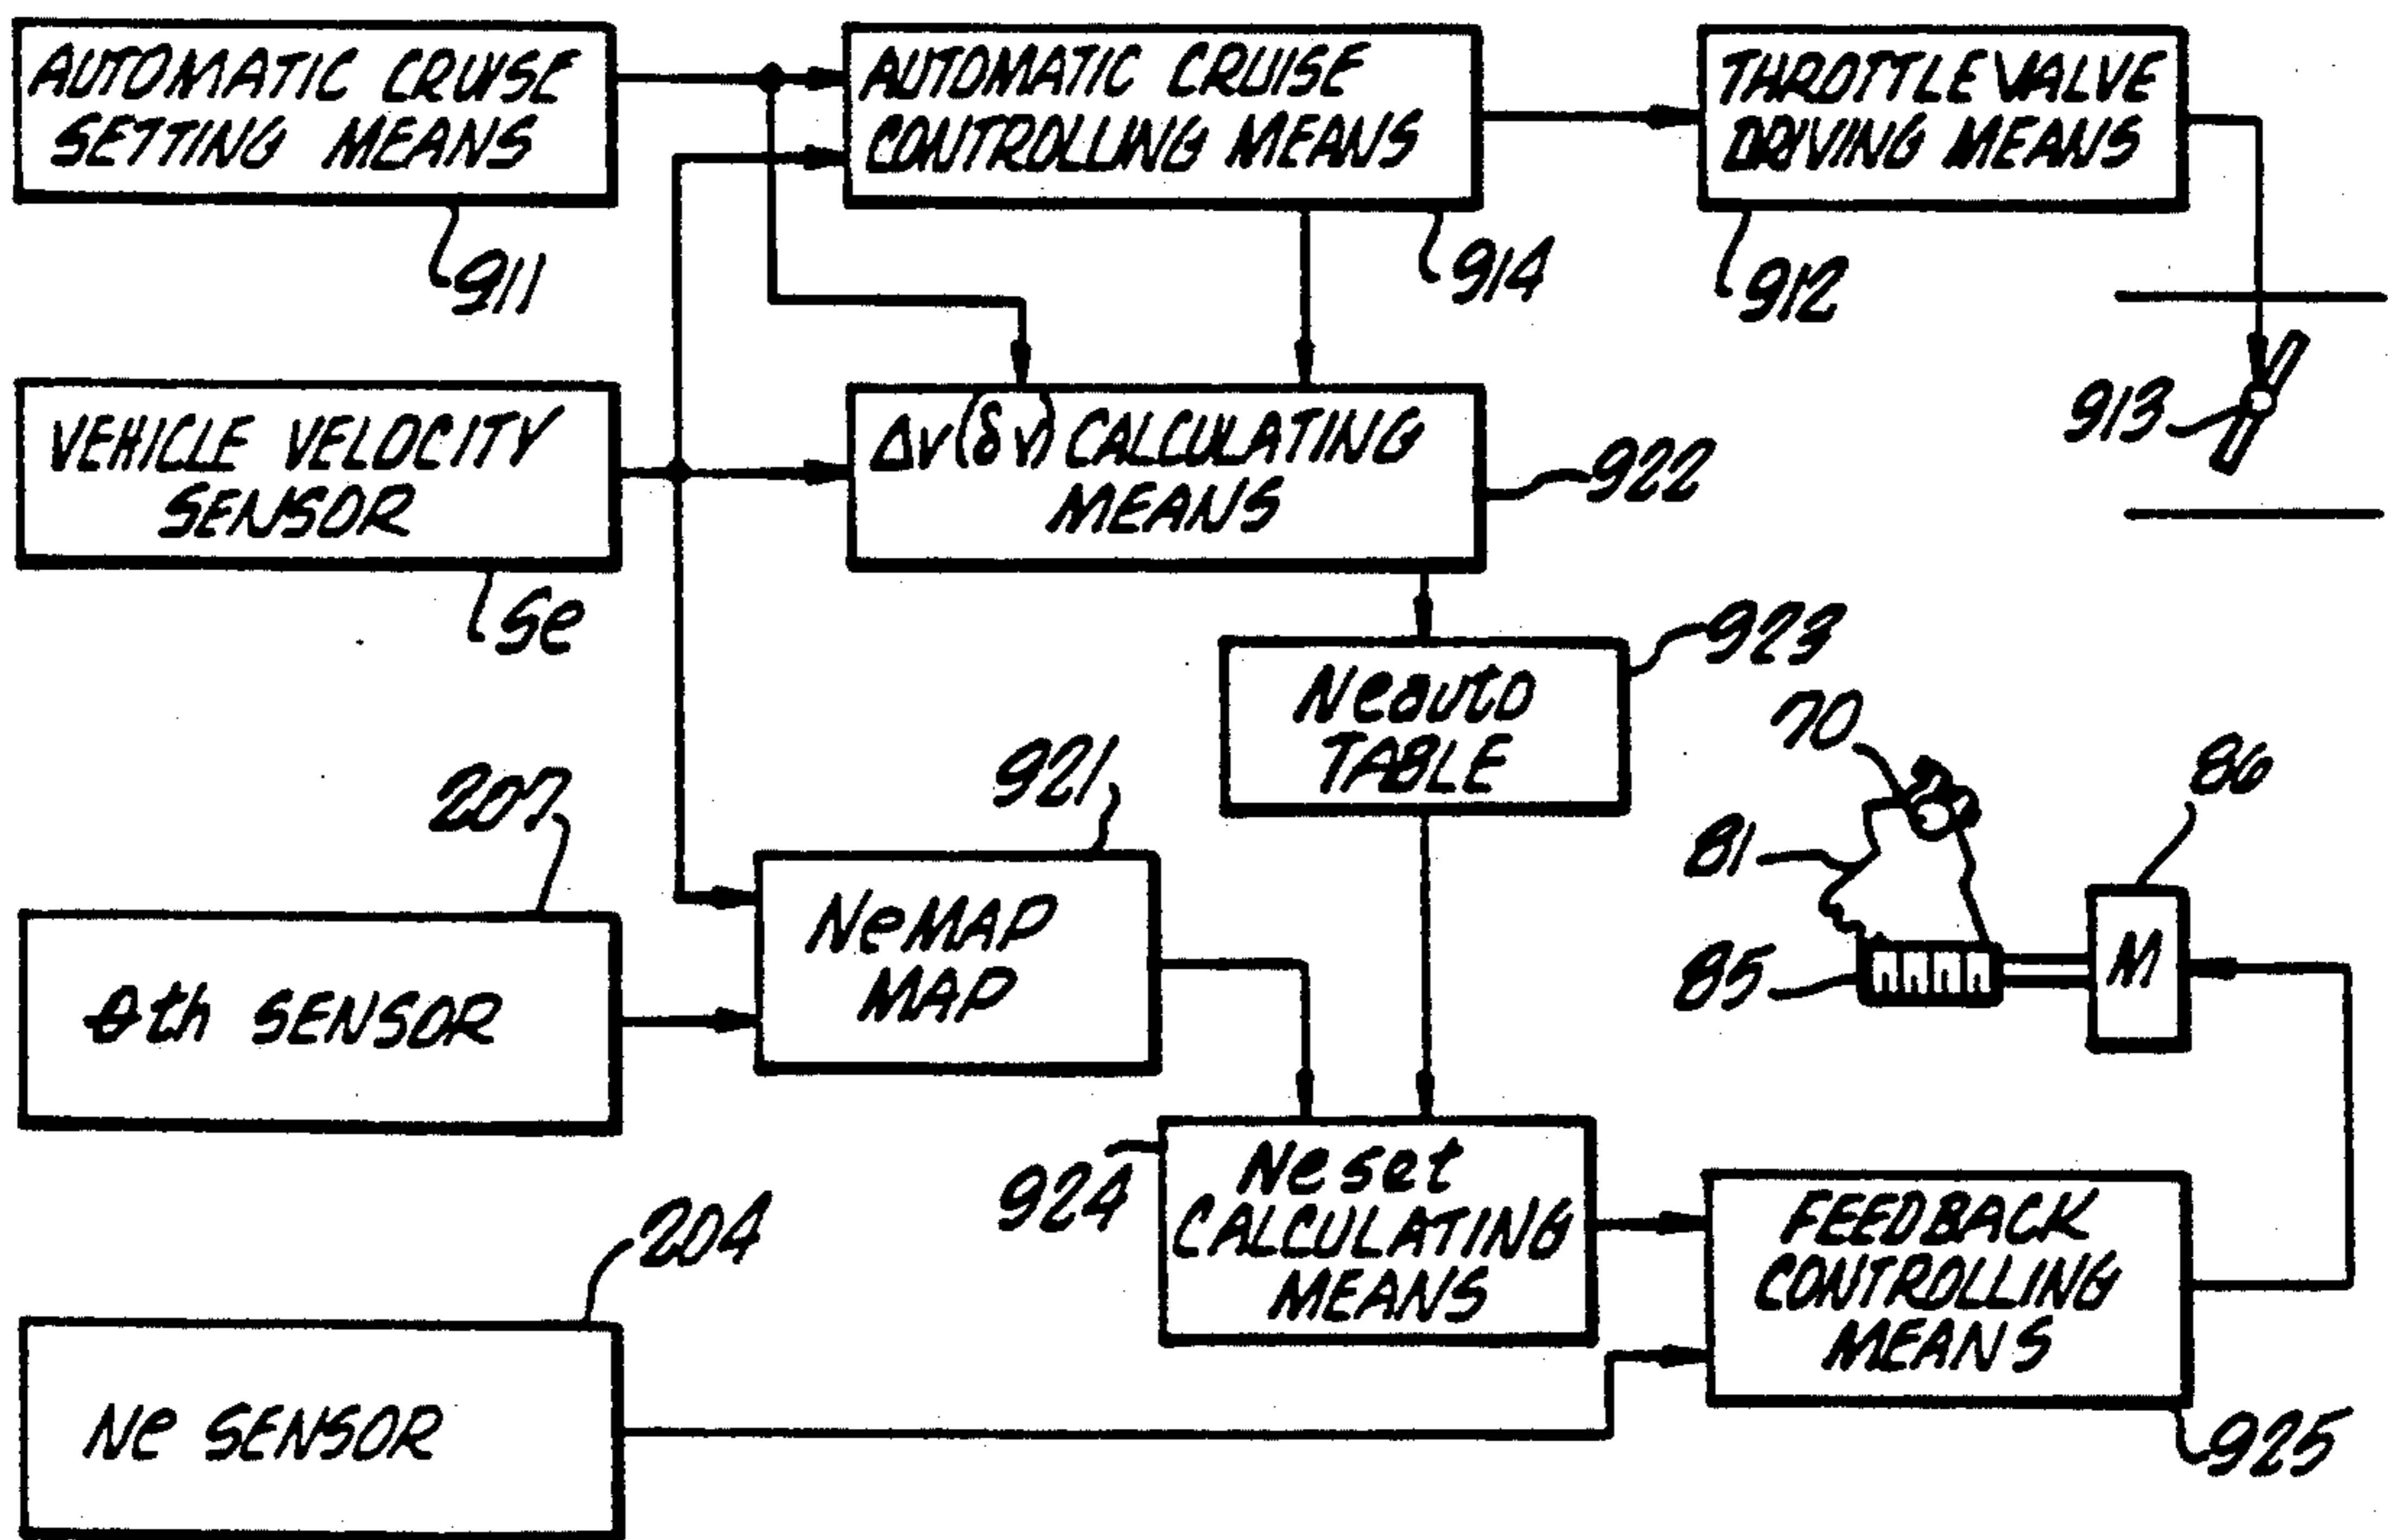 AUTOMATIC CRUISE
SETTING MEANS
911
AUTOMATIC CRUISE
CONTROLLING MEANS
914
THROTTLE VALVE
DRIVING MEANS
912
913
VEHICLE VELOCITY
SENSOR
Se
Δv(δv) CALCULATING
MEANS
922
923
Neauto
TABLE
70
86
81
85
M
207
θth SENSOR
921
NeMAP
MAP
924
Neset
CALCULATING
MEANS
FEEDBACK
CONTROLLING
MEANS
925
204
Ne SENSOR